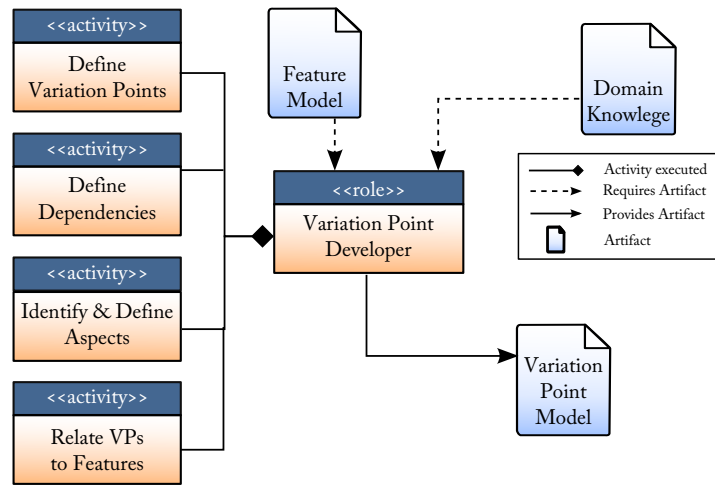 <<activity>>
Define
Variation Points
<<activity>>
Define
Dependencies
<<activity>>
Identify & Define
Aspects
<<activity>>
Relate VPs
to Features
Feature
Model
Domain
Knowlege
<<role>>
Variation Point
Developer
Activity executed
Requires Artifact
Provides Artifact
Artifact
Variation
Point
Model